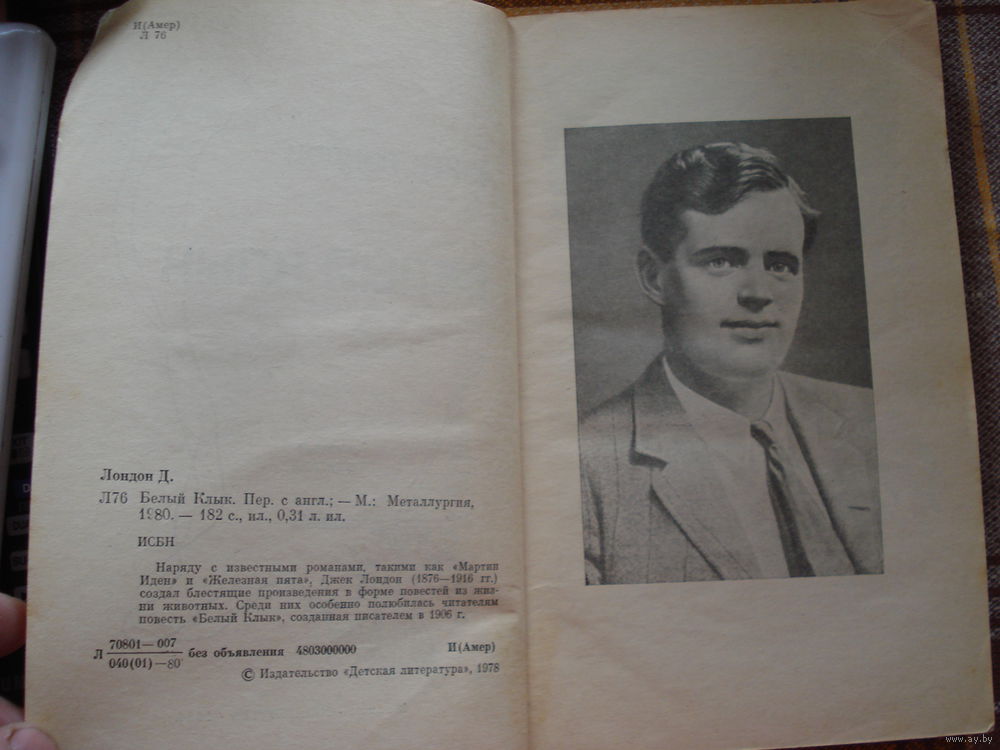 И(Амер)
Л 76
Лондон Д.
Л76 Белый Клык. Пер. с англ.; — М.: Металлургия,
1980. — 182 с., ил., 0,31 л. ил.
ИСБН
Наряду с известными романами, такими как «Мартин
Иден» и «Железная пята», Джек Лондон (1876—1916 гг.)
создал блестящие произведения в форме повестей из жиз-
ни животных. Среди них особенно полюбилась читателям
повесть «Белый Клык», созданная писателем в 1906 г.
Л 70801—007
040(01)—80 без объявления 4803000000 И(Амер)
© Издательство «Детская литература», 1978
www.ay.by